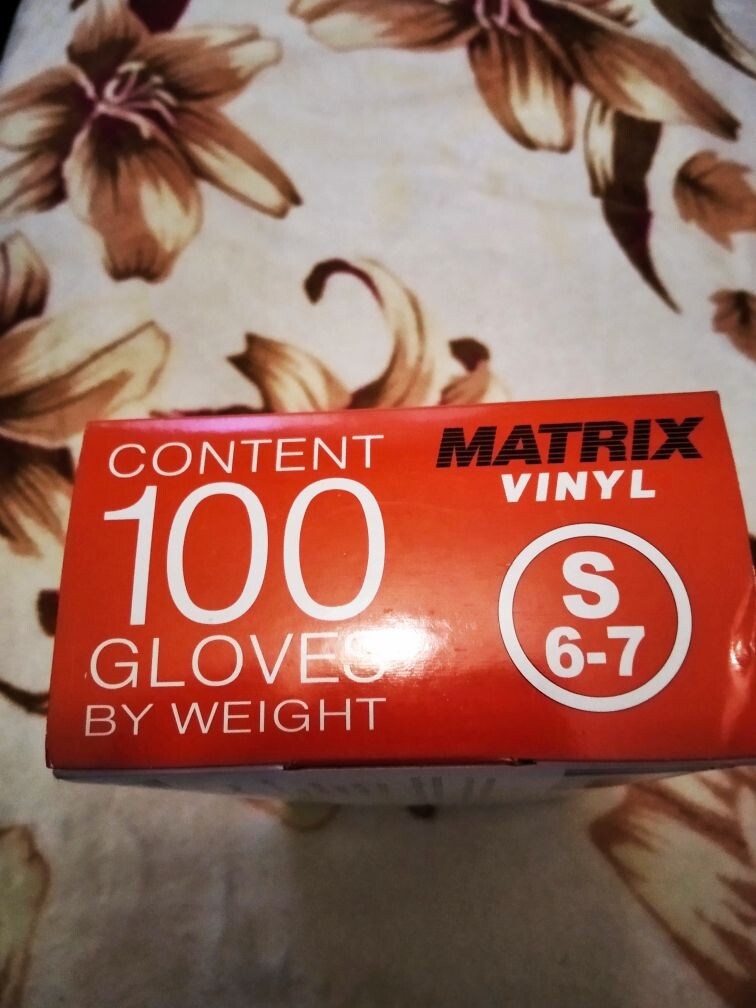 CONTENT
100
GLOVES
BY WEIGHT
MATRIX
VINYL
S
6-7